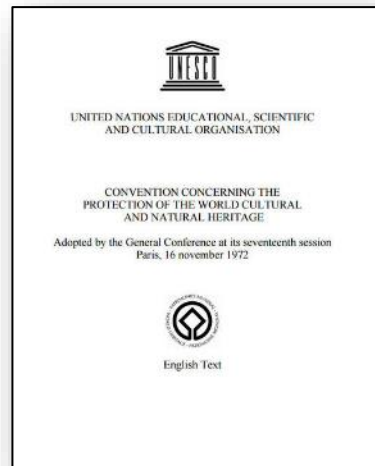 UNESCO
UNITED NATIONS EDUCATIONAL, SCIENTIFIC
AND CULTURAL ORGANISATION
CONVENTION CONCERNING THE
PROTECTION OF THE WORLD CULTURAL
AND NATURAL HERITAGE
Adopted by the General Conference at its seventeenth session
Paris, 16 november 1972
English Text